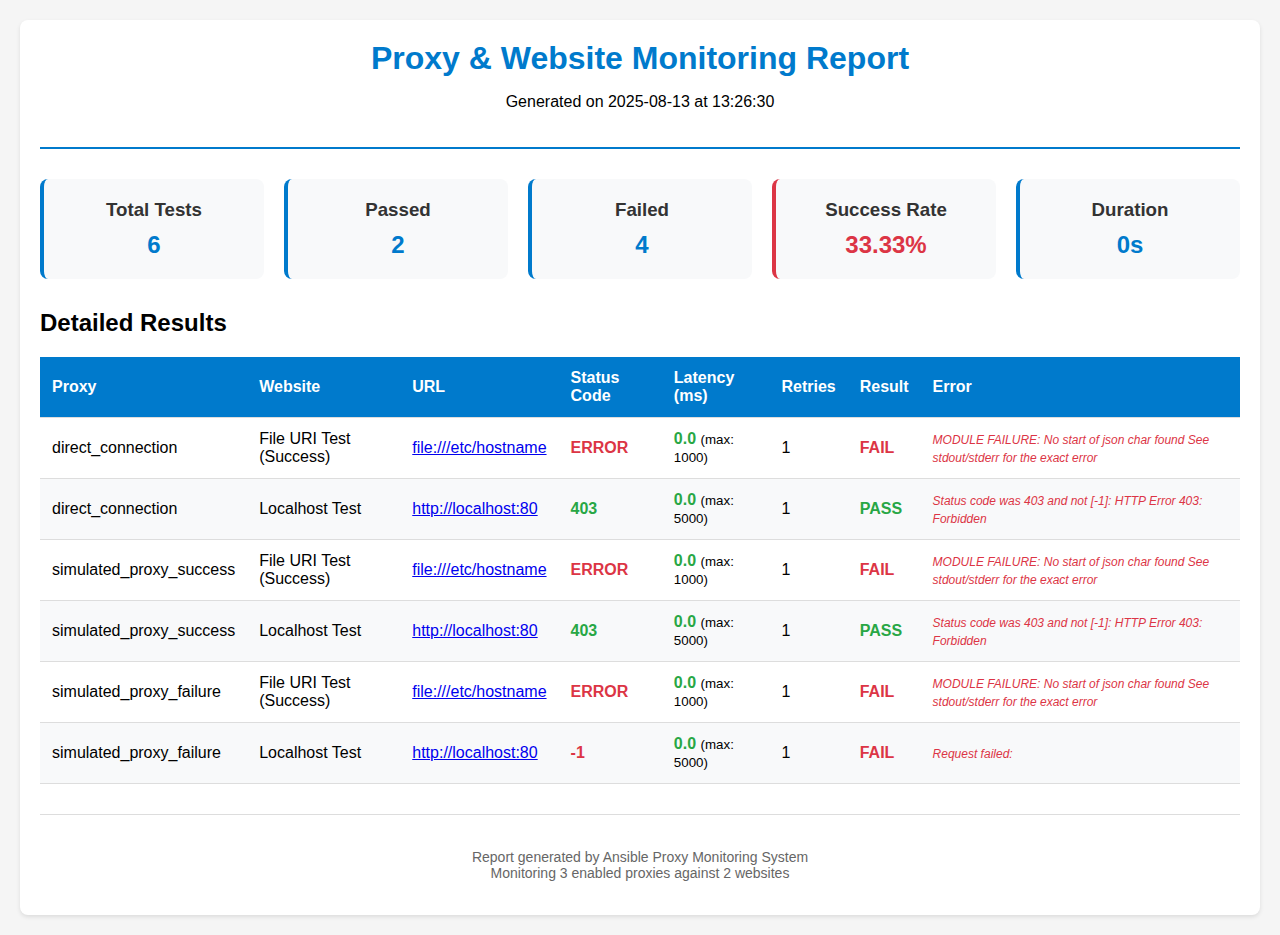 Proxy & Website Monitoring Report
Generated on 2025-08-13 at 13:26:30
Total Tests
6
Passed
2
Failed
4
Success Rate
33.33%
Duration
0s
Detailed Results
Proxy Website URL Status Code Latency (ms) Retries Result Error
direct_connection File URI Test (Success) file:///etc/hostname ERROR 0.0 (max: 1000) 1 FAIL MODULE FAILURE: No start of json char found See stdout/stderr for the exact error
direct_connection Localhost Test http://localhost:80 403 0.0 (max: 5000) 1 PASS Status code was 403 and not [-1]: HTTP Error 403: Forbidden
simulated_proxy_success File URI Test (Success) file:///etc/hostname ERROR 0.0 (max: 1000) 1 FAIL MODULE FAILURE: No start of json char found See stdout/stderr for the exact error
simulated_proxy_success Localhost Test http://localhost:80 403 0.0 (max: 5000) 1 PASS Status code was 403 and not [-1]: HTTP Error 403: Forbidden
simulated_proxy_failure File URI Test (Success) file:///etc/hostname ERROR 0.0 (max: 1000) 1 FAIL MODULE FAILURE: No start of json char found See stdout/stderr for the exact error
simulated_proxy_failure Localhost Test http://localhost:80 -1 0.0 (max: 5000) 1 FAIL Request failed:
Report generated by Ansible Proxy Monitoring System
Monitoring 3 enabled proxies against 2 websites